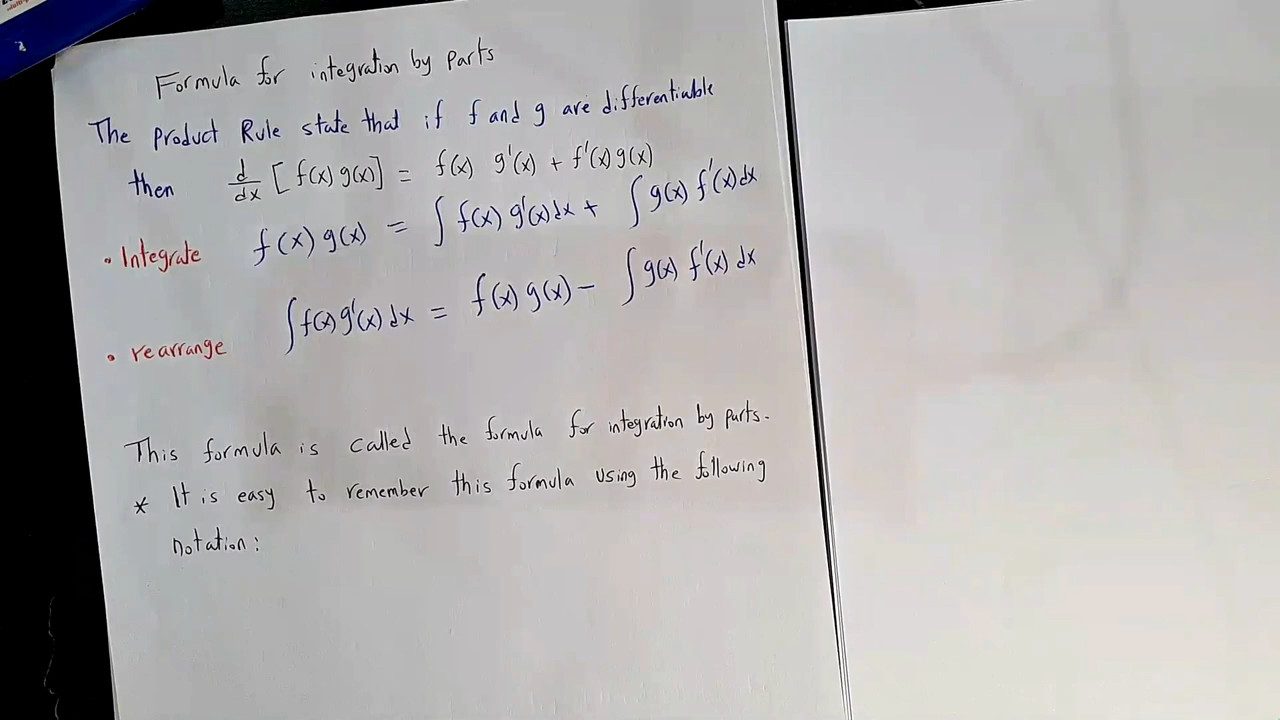 Formula for integration by parts
The product Rule state that if f and g are differentiable
then d/dx [f(x) g(x)] = f(x) g'(x) + f'(x) g(x)
• Integrate f(x) g(x) = ∫ f(x) g'(x) dx + ∫ g(x) f'(x) dx
• rearrange ∫ f(x) g'(x) dx = f(x) g(x) − ∫ g(x) f'(x) dx
This formula is called the formula for integration by parts.
* It is easy to remember this formula using the following
notation: